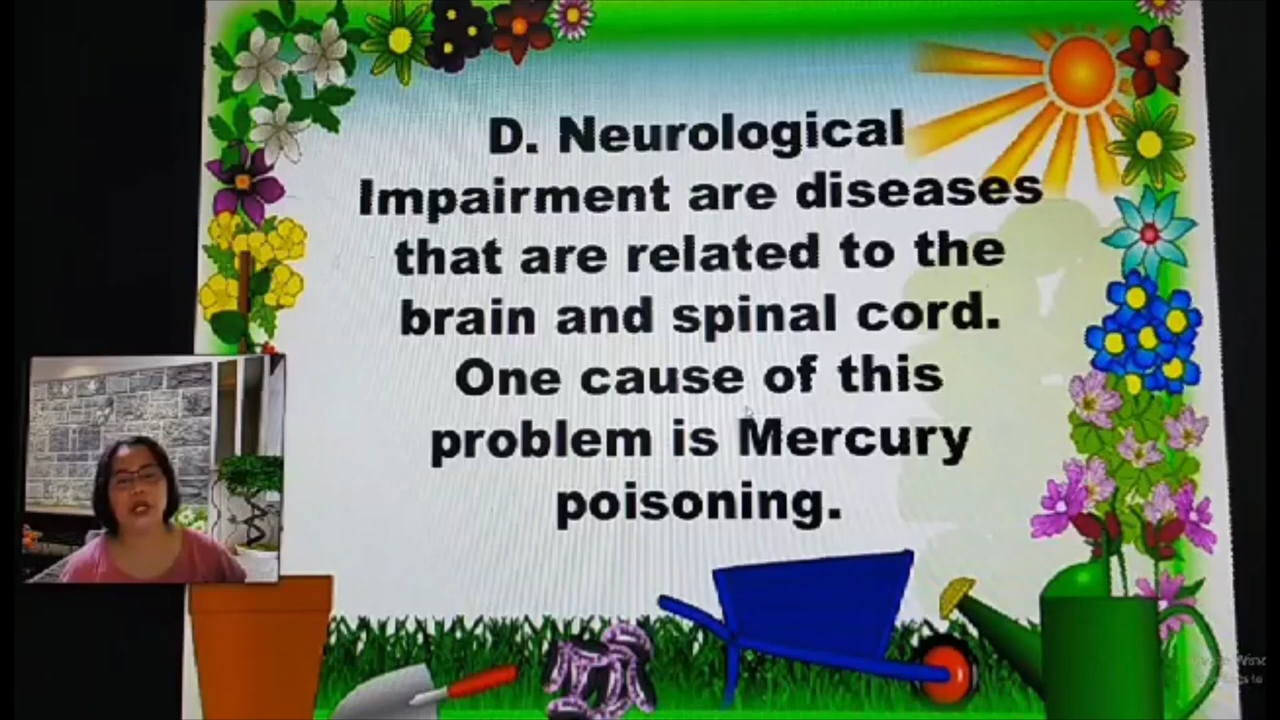 D. Neurological
Impairment are diseases
that are related to the
brain and spinal cord.
One cause of this
problem is Mercury
poisoning.